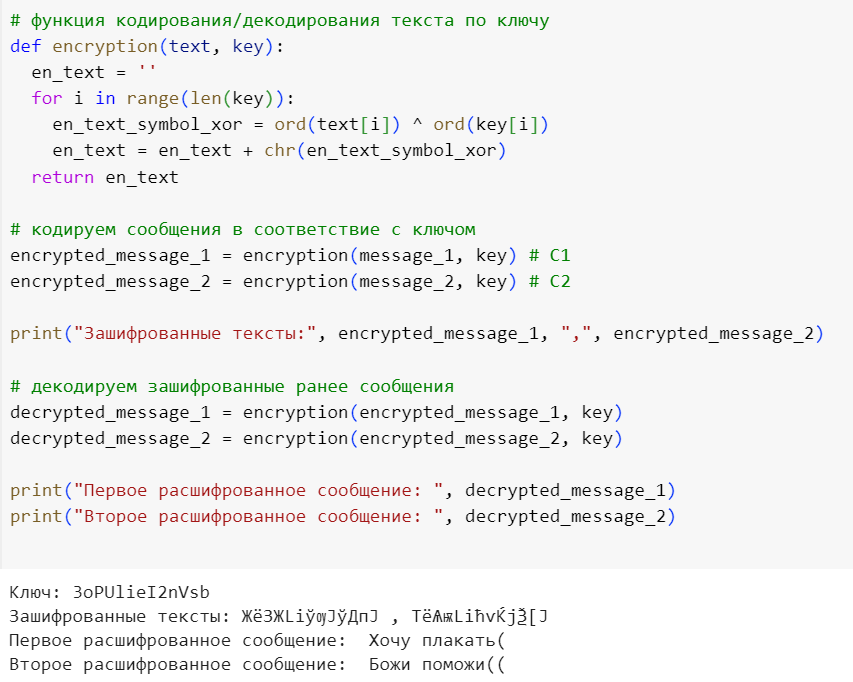 # функция кодирования/декодирования текста по ключу
def encryption(text, key):
en_text = ''
for i in range(len(key)):
en_text_symbol_xor = ord(text[i]) ^ ord(key[i])
en_text = en_text + chr(en_text_symbol_xor)
return en_text
# кодируем сообщения в соответствие с ключом
encrypted_message_1 = encryption(message_1, key) # C1
encrypted_message_2 = encryption(message_2, key) # C2
print("Зашифрованные тексты:", encrypted_message_1, ",", encrypted_message_2)
# декодируем зашифрованные ранее сообщения
decrypted_message_1 = encryption(encrypted_message_1, key)
decrypted_message_2 = encryption(encrypted_message_2, key)
print("Первое расшифрованное сообщение: ", decrypted_message_1)
print("Второе расшифрованное сообщение: ", decrypted_message_2)
Ключ: 3oPUlieI2nVsb
Зашифрованные тексты: ЖёЗЖLіўѹЈўДпJ , ТёѦѭLіћѵЌјѮ[J
Первое расшифрованное сообщение:  Хочу плакать(
Второе расшифрованное сообщение:  Божи поможи((